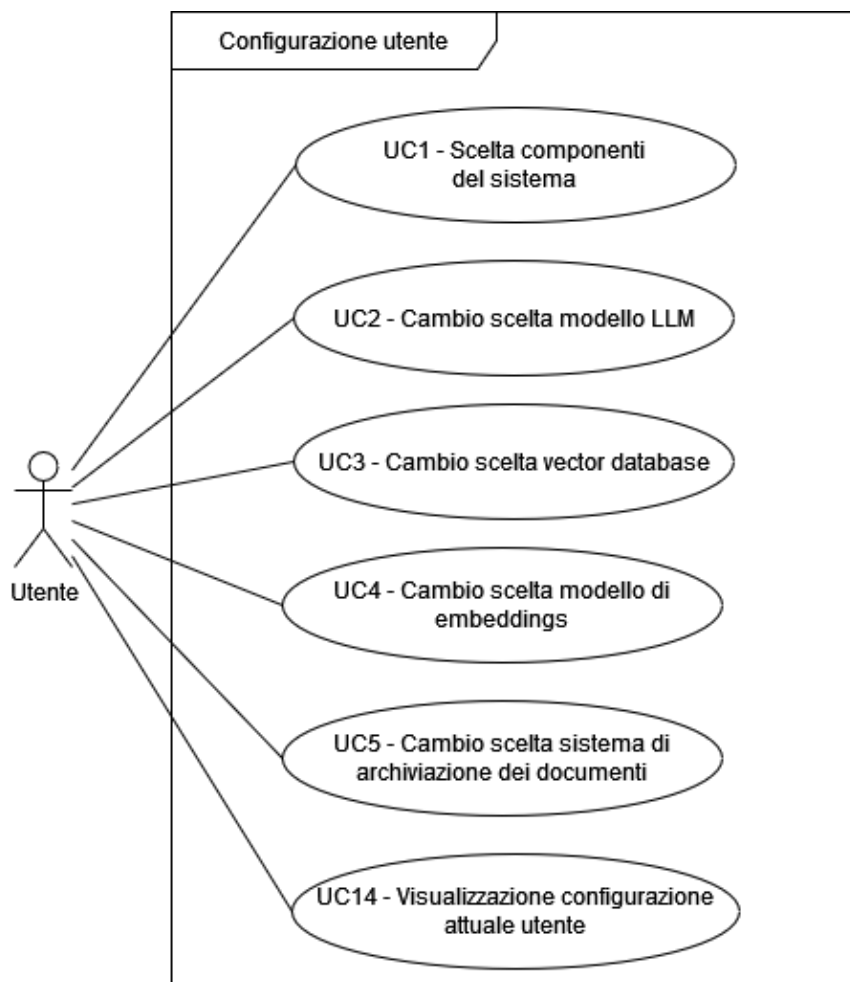 Configurazione utente
UC1 - Scelta componenti
del sistema
UC2 - Cambio scelta modello LLM
UC3 - Cambio scelta vector database
UC4 - Cambio scelta modello di
embeddings
Utente
UC5 - Cambio scelta sistema di
archiviazione dei documenti
UC14 - Visualizzazione configurazione
attuale utente